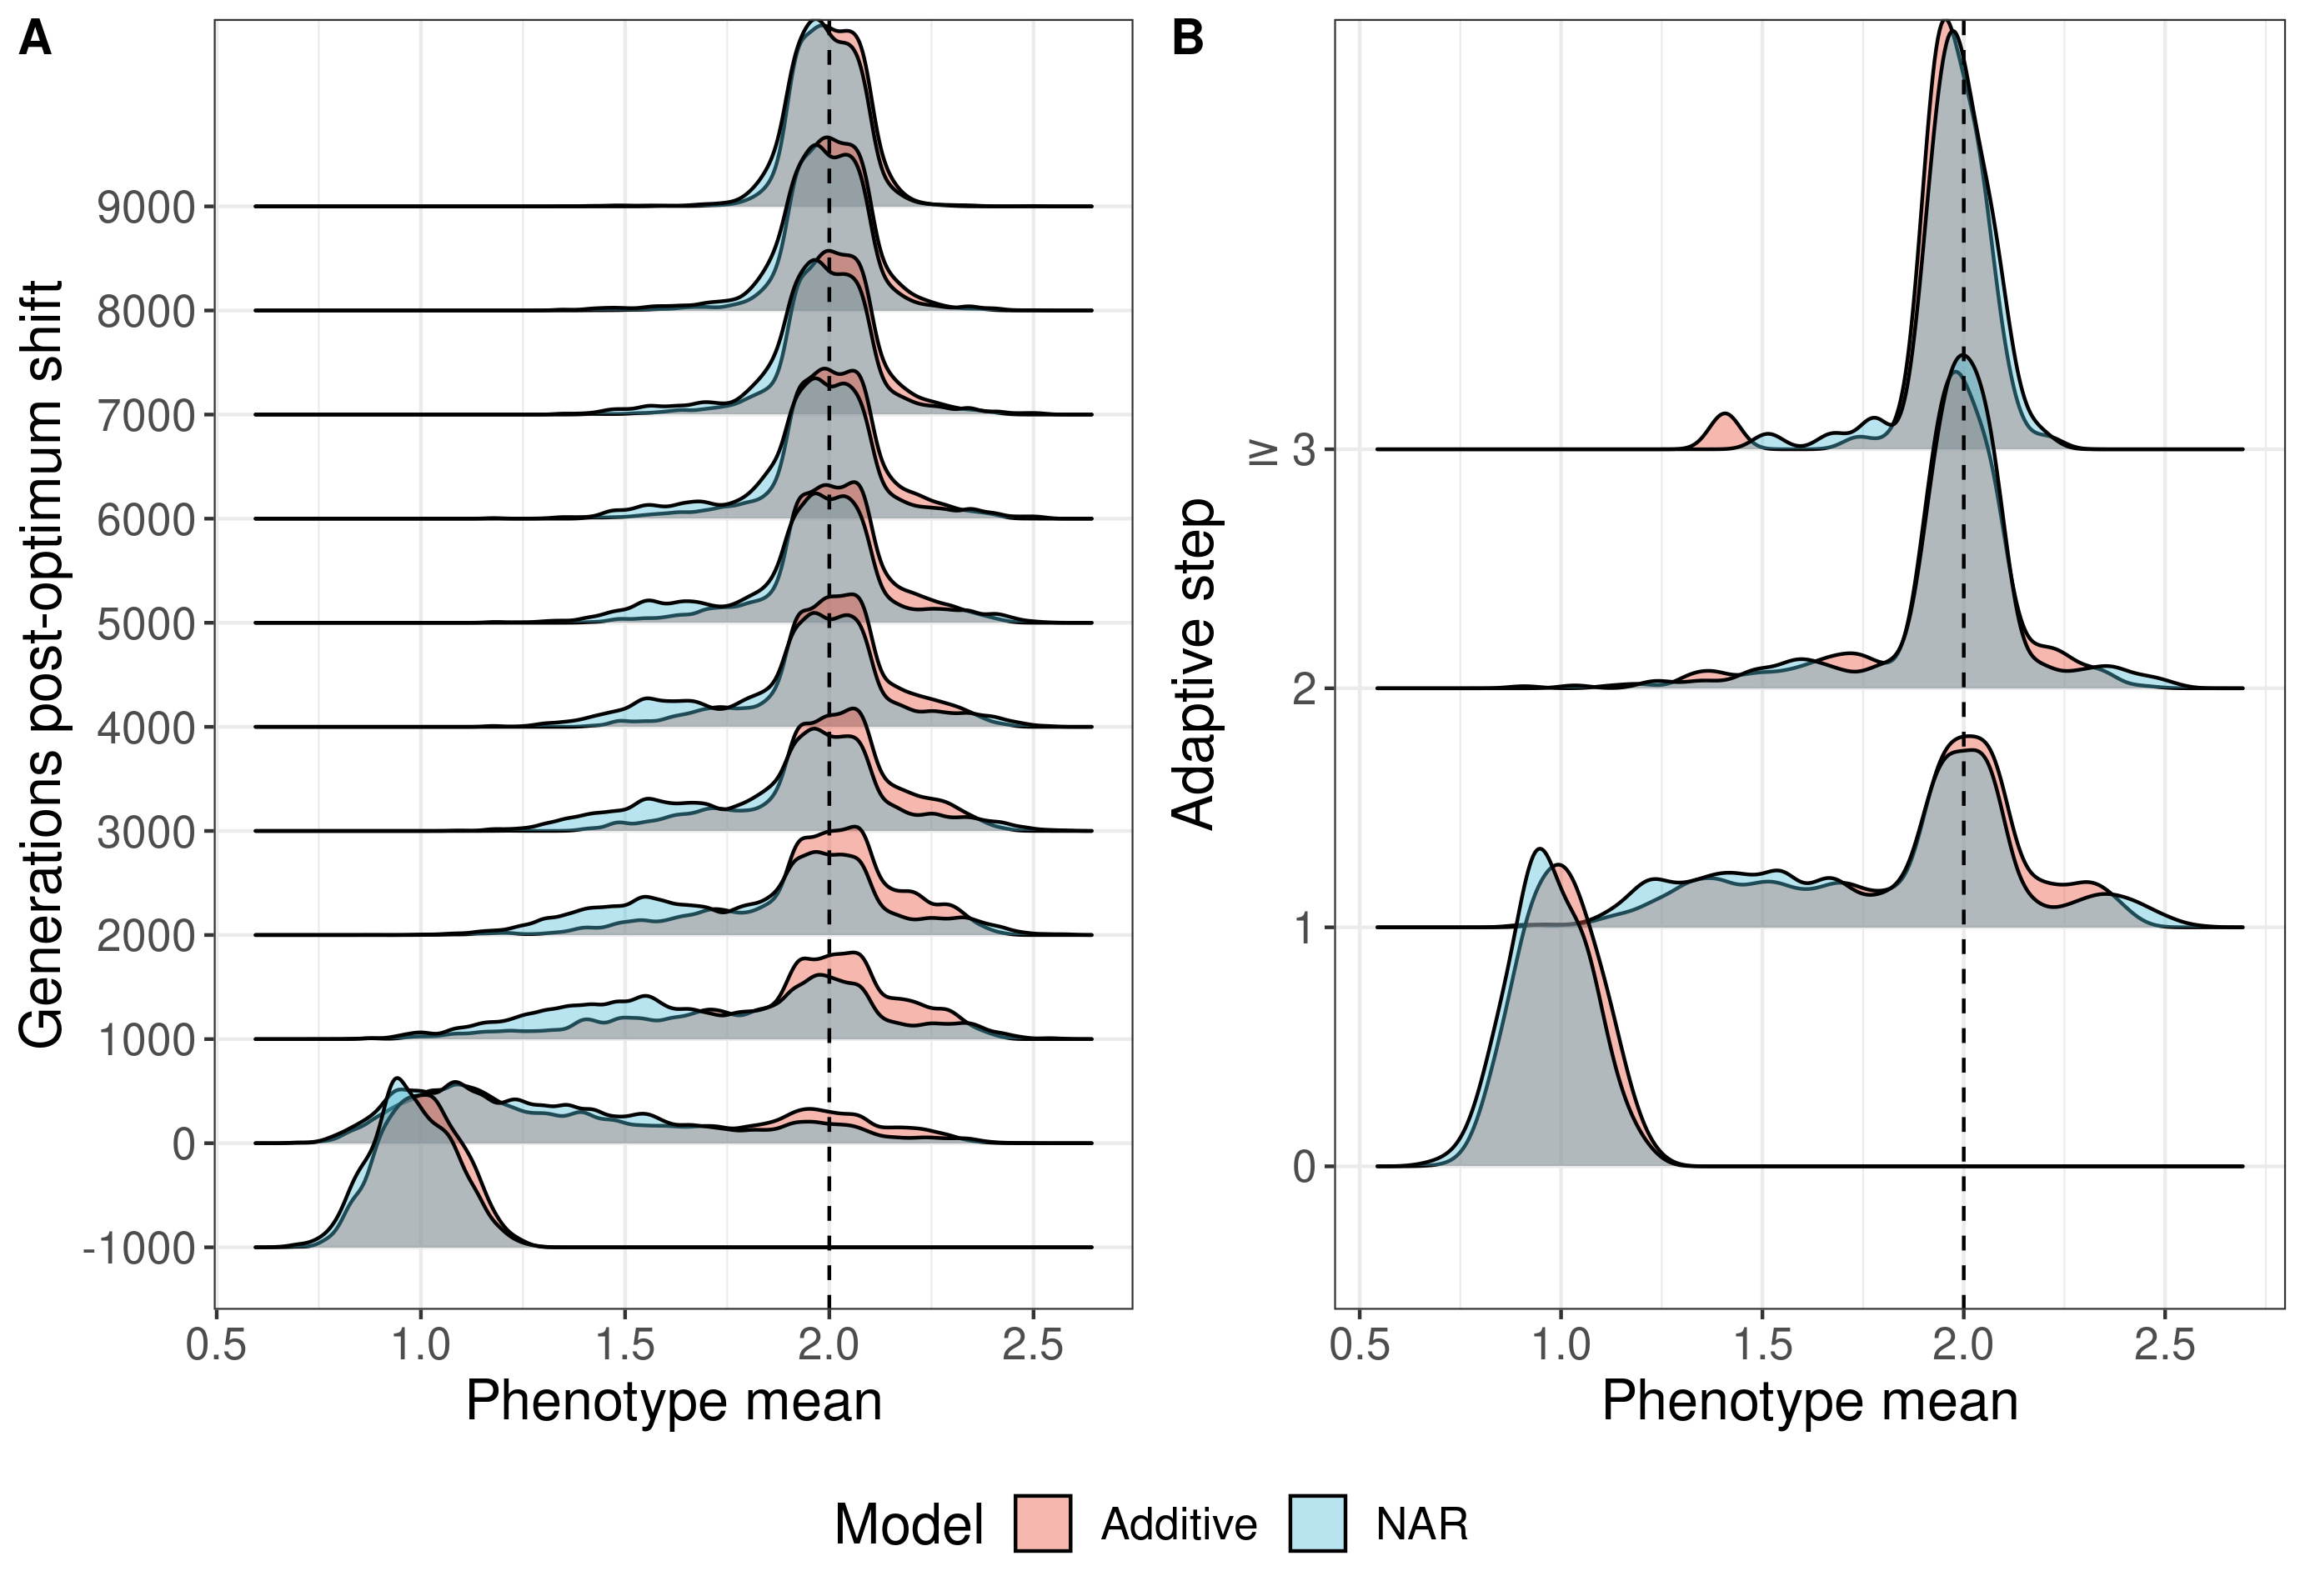 A
Generations post-optimum shift
9000
8000
7000
6000
5000
4000
3000
2000
1000
0
-1000
0.5 1.0 1.5 2.0 2.5
Phenotype mean
B
Adaptive step
≥ 3
2
1
0
0.5 1.0 1.5 2.0 2.5
Phenotype mean
Model Additive NAR